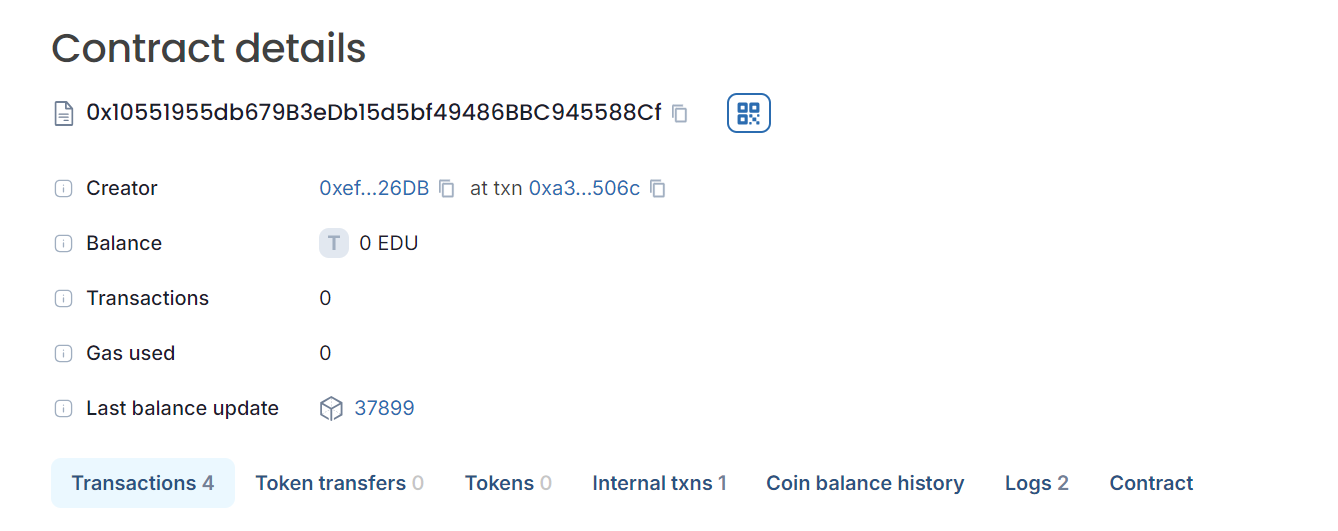 Contract details
0x10551955db679B3eDb15d5bf49486BBC945588Cf
Creator 0xef...26DB at txn 0xa3...506c
Balance T 0 EDU
Transactions 0
Gas used 0
Last balance update 37899
Transactions 4 Token transfers 0 Tokens 0 Internal txns 1 Coin balance history Logs 2 Contract